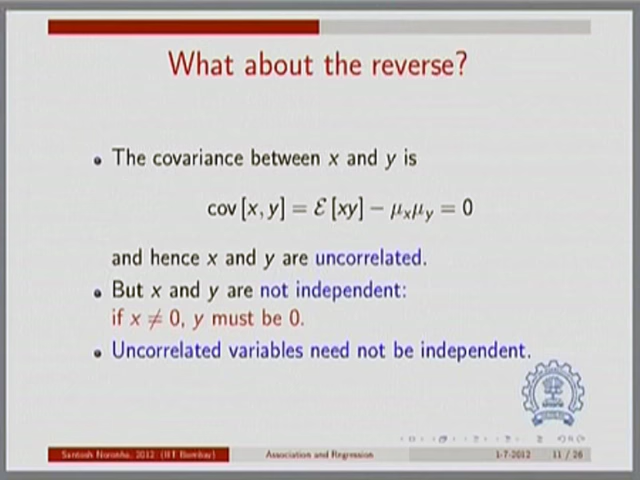 What about the reverse?
• The covariance between x and y is
cov [x, y] = ℰ [xy] − μₓμᵧ = 0
and hence x and y are uncorrelated.
• But x and y are not independent:
if x ≠ 0, y must be 0.
• Uncorrelated variables need not be independent.
Santosh Noronha, 2012 (IIT Bombay)
Association and Regression
1-7-2012
11 / 26